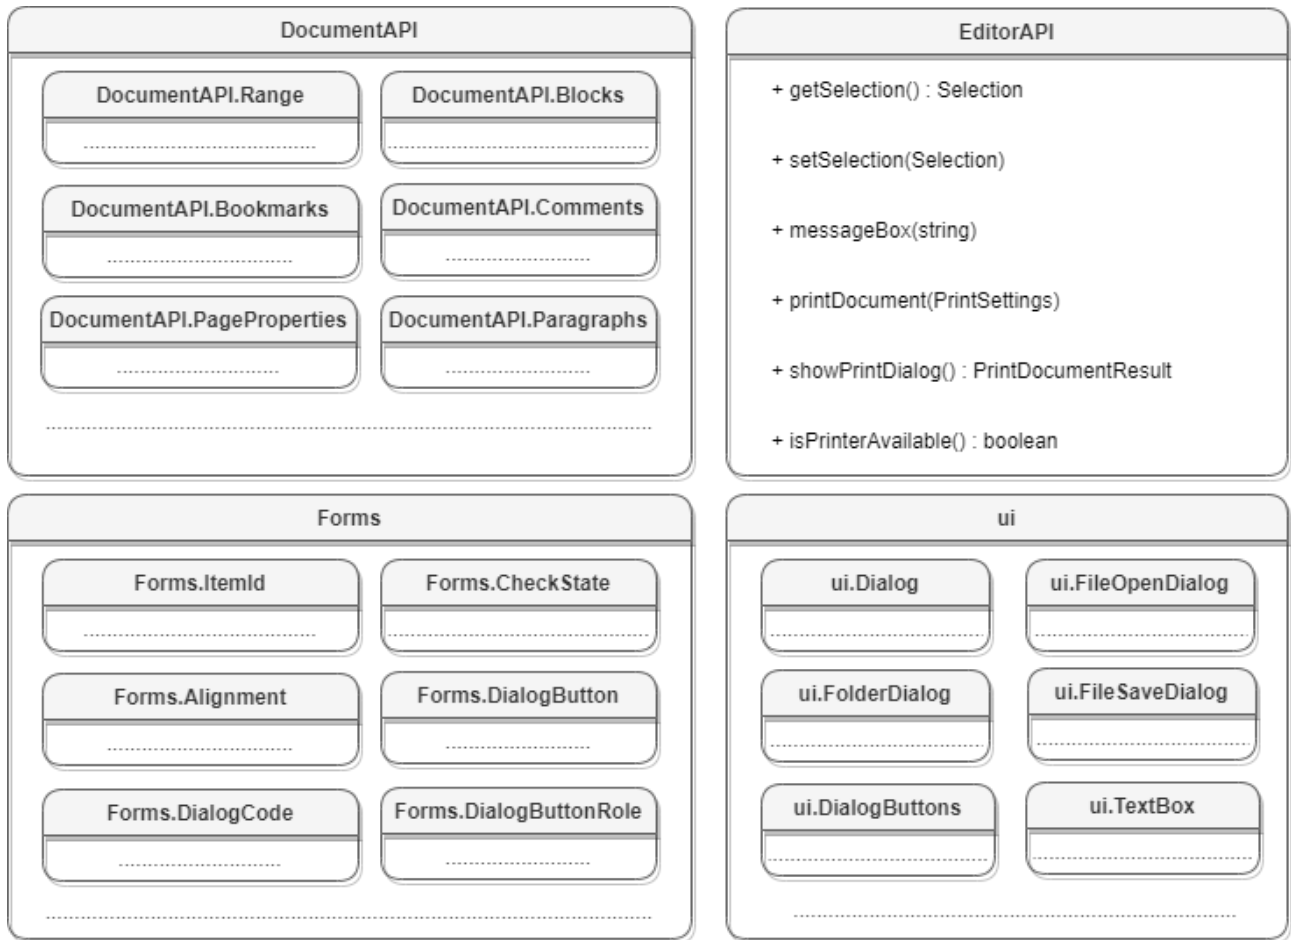 DocumentAPI
DocumentAPI.Range
DocumentAPI.Blocks
DocumentAPI.Bookmarks
DocumentAPI.Comments
DocumentAPI.PageProperties
DocumentAPI.Paragraphs
EditorAPI
+ getSelection() : Selection
+ setSelection(Selection)
+ messageBox(string)
+ printDocument(PrintSettings)
+ showPrintDialog() : PrintDocumentResult
+ isPrinterAvailable() : boolean
Forms
Forms.ItemId
Forms.CheckState
Forms.Alignment
Forms.DialogButton
Forms.DialogCode
Forms.DialogButtonRole
ui
ui.Dialog
ui.FileOpenDialog
ui.FolderDialog
ui.FileSaveDialog
ui.DialogButtons
ui.TextBox